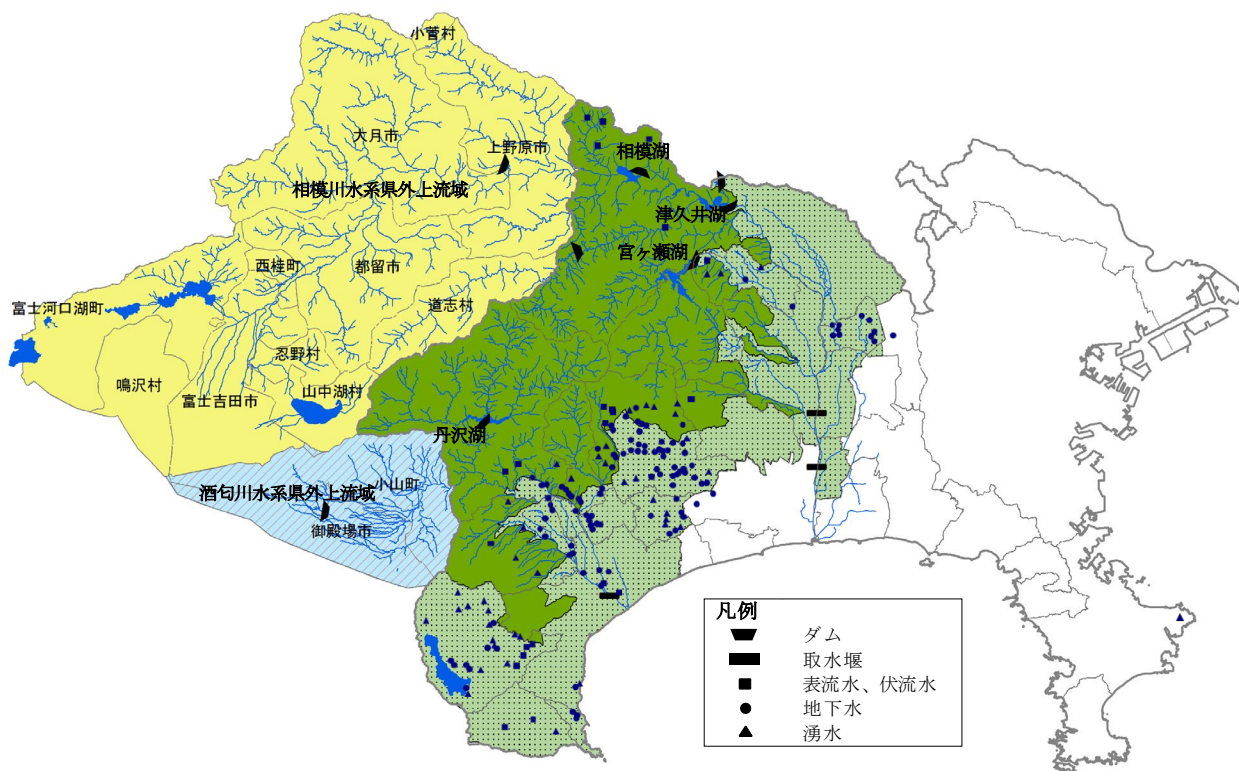 小菅村
大月市
上野原市
相模湖
相模川水系県外上流域
津久井湖
宮ヶ瀬湖
西桂町
都留市
富士河口湖町
道志村
忍野村
鳴沢村
山中湖村
富士吉田市
丹沢湖
小山町
酒匂川水系県外上流域
御殿場市
凡例
ダム
取水堰
表流水、伏流水
地下水
湧水